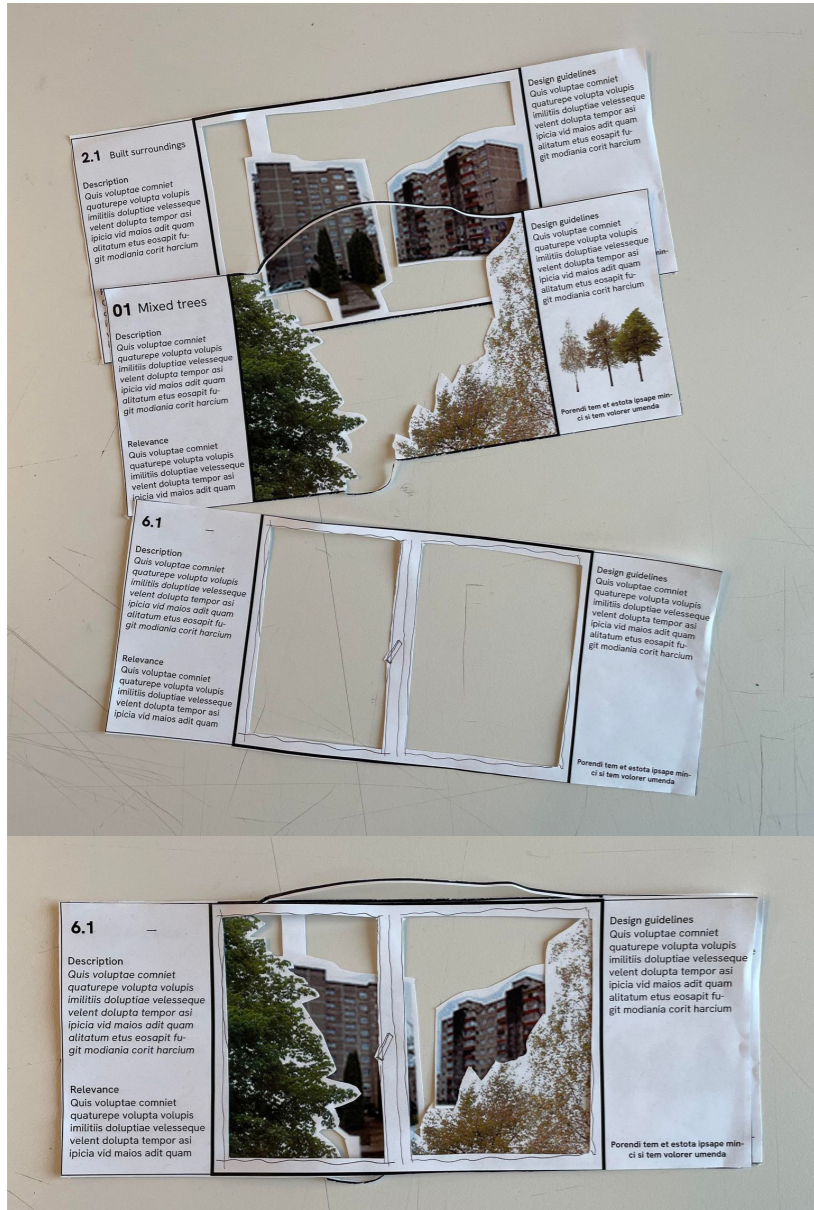 2.1 Built surroundings
Description
Quis voluptae comniet
quaturepe volupta volupis
imilitiis doluptiae velesseque
velent dolupta tempor asi
ipicia vid maios adit quam
alitatum etus eosapit fu-
git modiania corit harcium
Design guidelines
Quis voluptae comniet
quaturepe volupta volupis
imilitiis doluptiae velesseque
velent dolupta tempor asi
ipicia vid maios adit quam
alitatum etus eosapit fu-
git modiania corit harcium
min-
01 Mixed trees
Description
Quis voluptae comniet
quaturepe volupta volupis
imilitiis doluptiae velesseque
velent dolupta tempor asi
ipicia vid maios adit quam
alitatum etus eosapit fu-
git modiania corit harcium
Relevance
Quis voluptae comniet
quaturepe volupta volupis
imilitiis doluptiae velesseque
velent dolupta tempor asi
ipicia vid maios adit quam
Design guidelines
Quis voluptae comniet
quaturepe volupta volupis
imilitiis doluptiae velesseque
velent dolupta tempor asi
ipicia vid maios adit quam
alitatum etus eosapit fu-
git modiania corit harcium
Porendi tem et estota ipsape min-
ci si tem volorer umenda
6.1 —
Description
Quis voluptae comniet
quaturepe volupta volupis
imilitiis doluptiae velesseque
velent dolupta tempor asi
ipicia vid maios adit quam
alitatum etus eosapit fu-
git modiania corit harcium
Relevance
Quis voluptae comniet
quaturepe volupta volupis
imilitiis doluptiae velesseque
velent dolupta tempor asi
ipicia vid maios adit quam
Design guidelines
Quis voluptae comniet
quaturepe volupta volupis
imilitiis doluptiae velesseque
velent dolupta tempor asi
ipicia vid maios adit quam
alitatum etus eosapit fu-
git modiania corit harcium
Porendi tem et estota ipsape min-
ci si tem volorer umenda
6.1 —
Description
Quis voluptae comniet
quaturepe volupta volupis
imilitiis doluptiae velesseque
velent dolupta tempor asi
ipicia vid maios adit quam
alitatum etus eosapit fu-
git modiania corit harcium
Relevance
Quis voluptae comniet
quaturepe volupta volupis
imilitiis doluptiae velesseque
velent dolupta tempor asi
ipicia vid maios adit quam
Design guidelines
Quis voluptae comniet
quaturepe volupta volupis
imilitiis doluptiae velesseque
velent dolupta tempor asi
ipicia vid maios adit quam
alitatum etus eosapit fu-
git modiania corit harcium
Porendi tem et estota ipsape min-
ci si tem volorer umenda